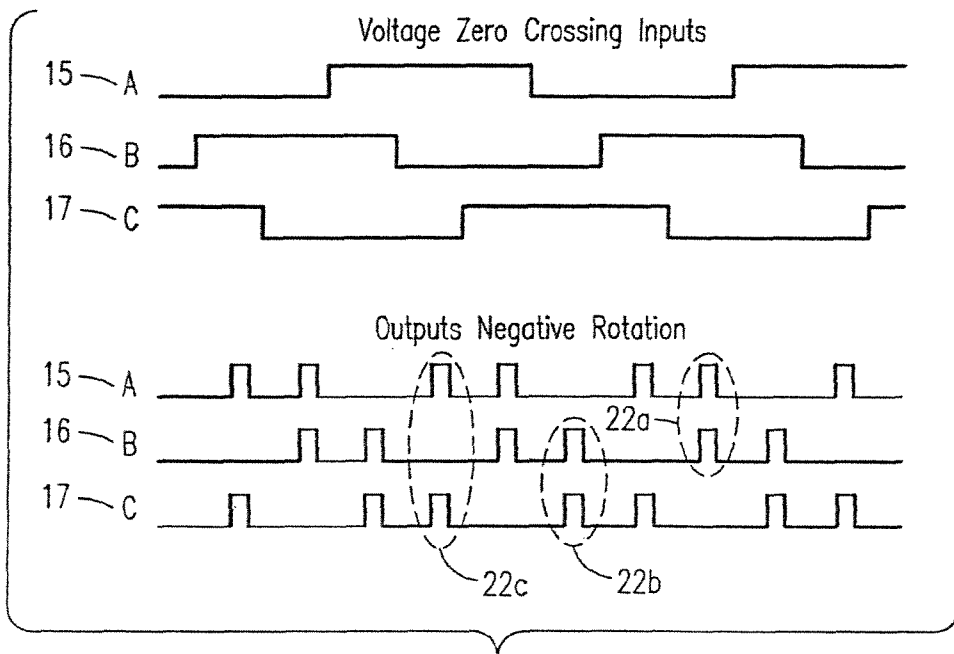 Voltage Zero Crossing Inputs
15 A
16 B
17 C
Outputs Negative Rotation
15 A
16 B
22a
17 C
22c
22b